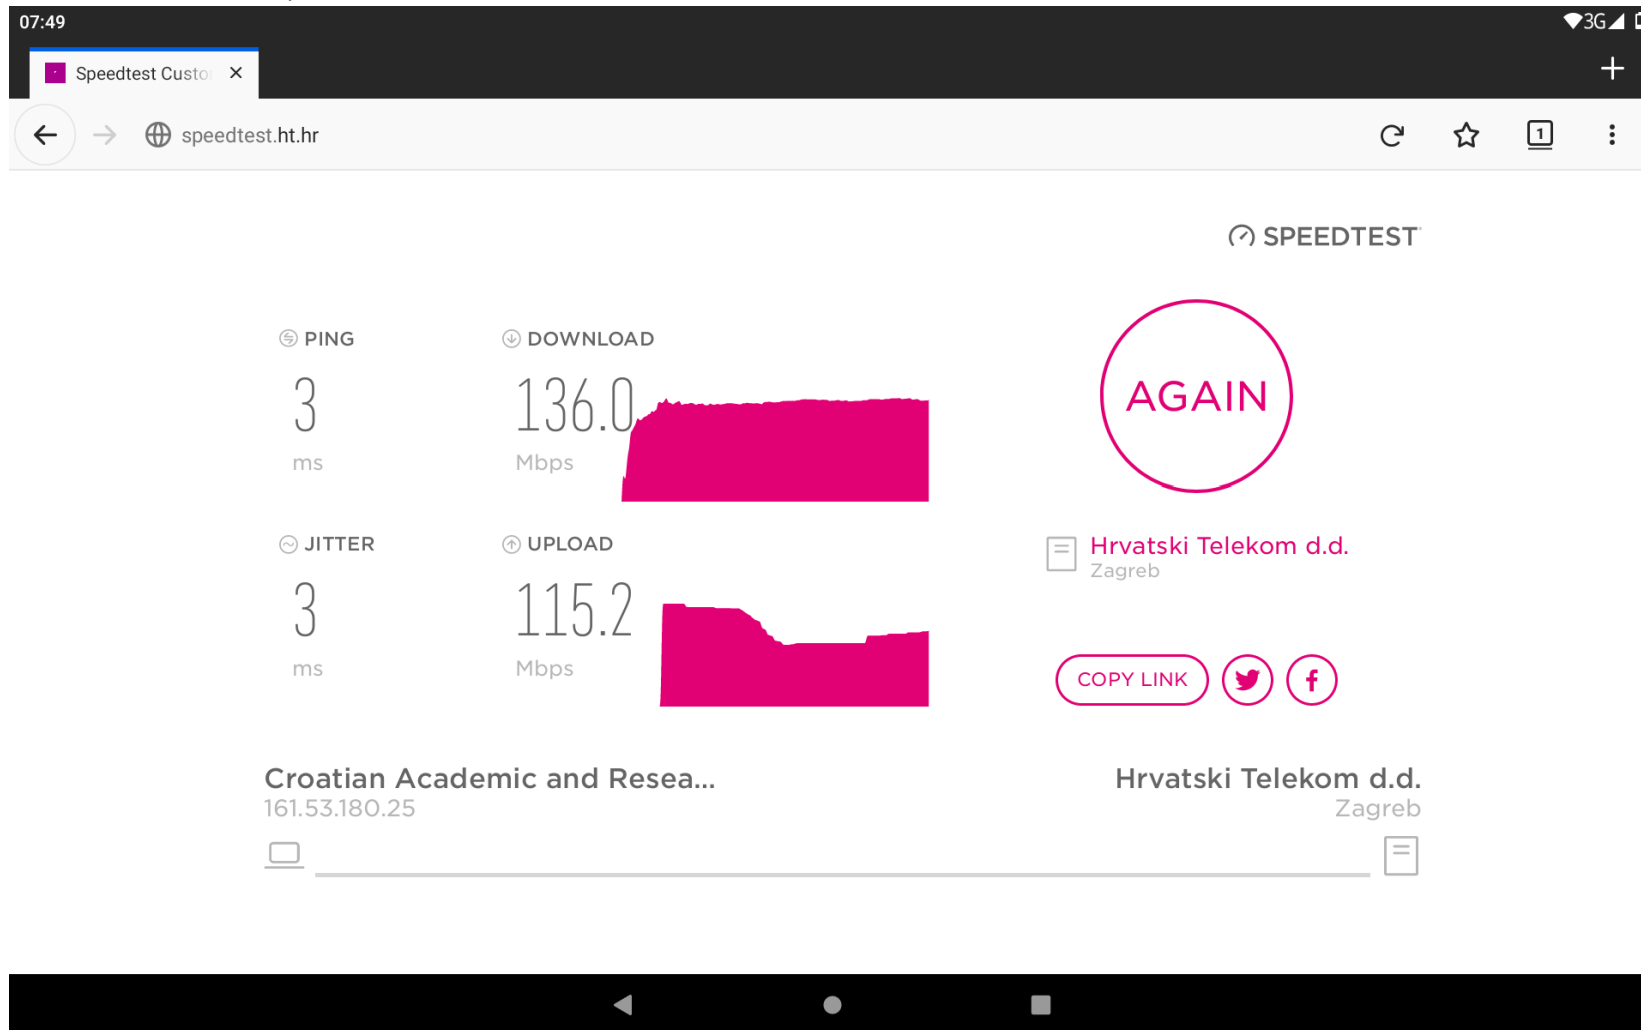 07:49
3G
Speedtest Custo
speedtest.ht.hr
1
SPEEDTEST
PING
3
ms
DOWNLOAD
136.0
Mbps
AGAIN
JITTER
3
ms
UPLOAD
115.2
Mbps
Hrvatski Telekom d.d.
Zagreb
COPY LINK
Croatian Academic and Resea...
161.53.180.25
Hrvatski Telekom d.d.
Zagreb